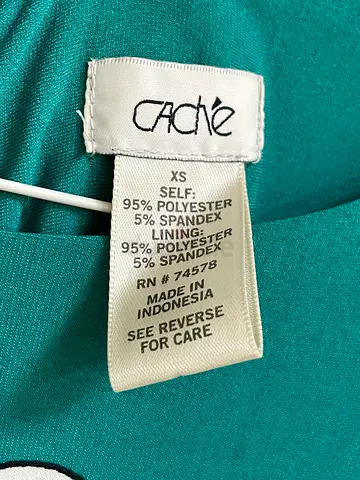 CACHÉ
XS
SELF:
95% POLYESTER
5% SPANDEX
LINING:
95% POLYESTER
5% SPANDEX
RN # 74578
MADE IN
INDONESIA
SEE REVERSE
FOR CARE